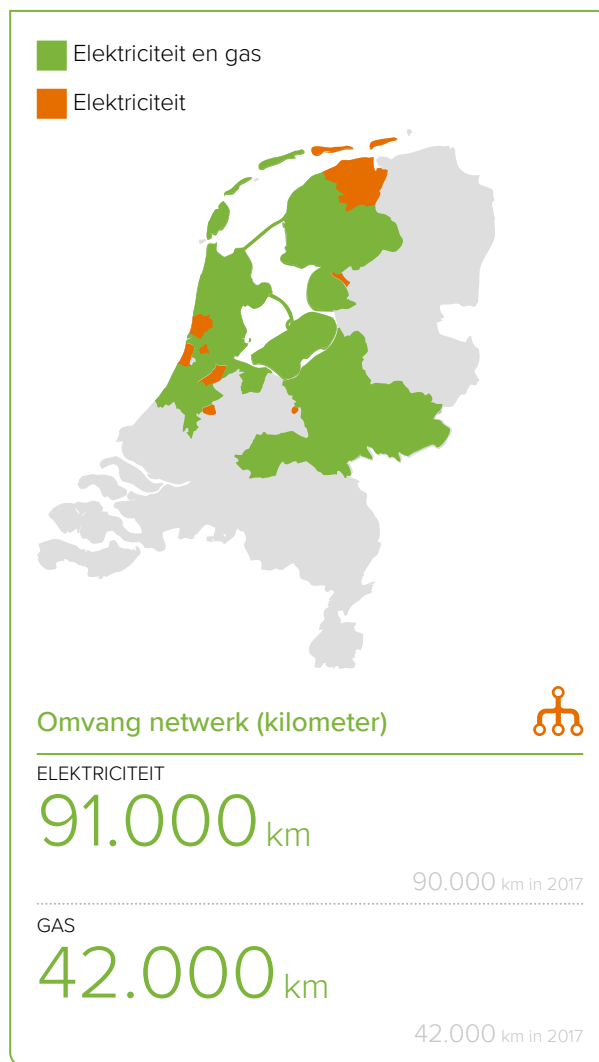 Elektriciteit en gas
Elektriciteit
Omvang netwerk (kilometer)
ELEKTRICITEIT
91.000 km
90.000 km in 2017
GAS
42.000 km
42.000 km in 2017